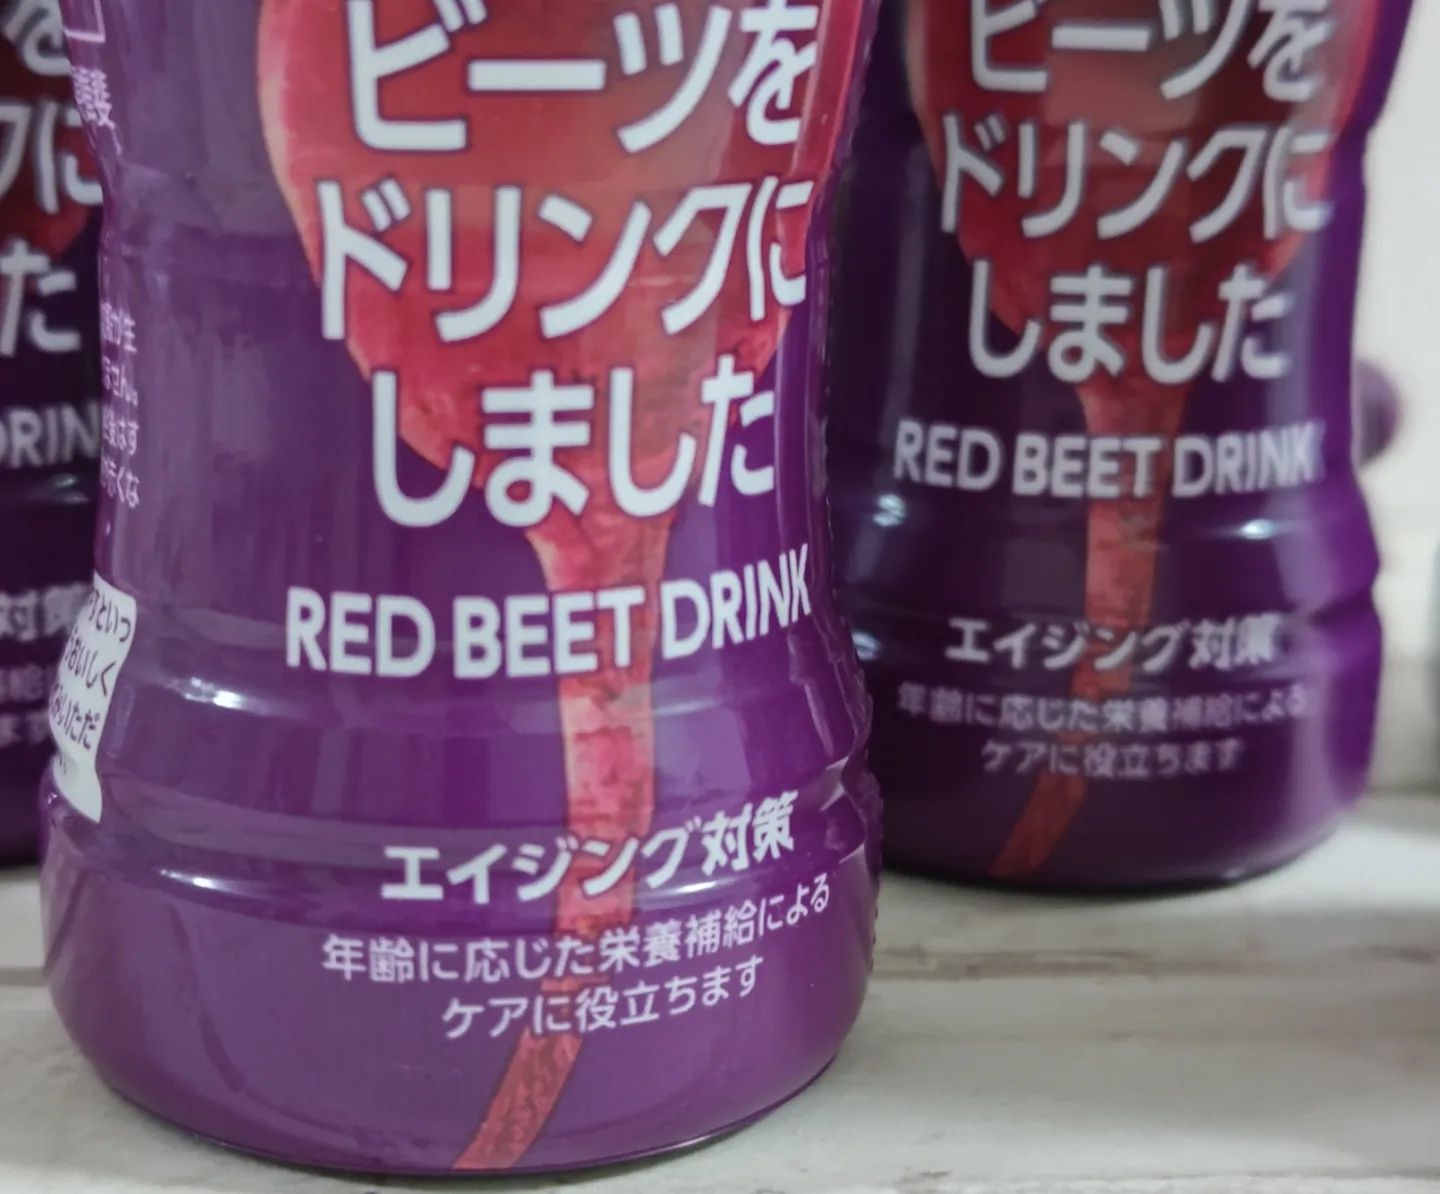 ビーツを
ドリンクに
しました
RED BEET DRINK
エイジング対策
年齢に応じた栄養補給による
ケアに役立ちます
ビーツを
ドリンクに
しました
RED BEET DRINK
エイジング対策
年齢に応じた栄養補給による
ケアに役立ちます